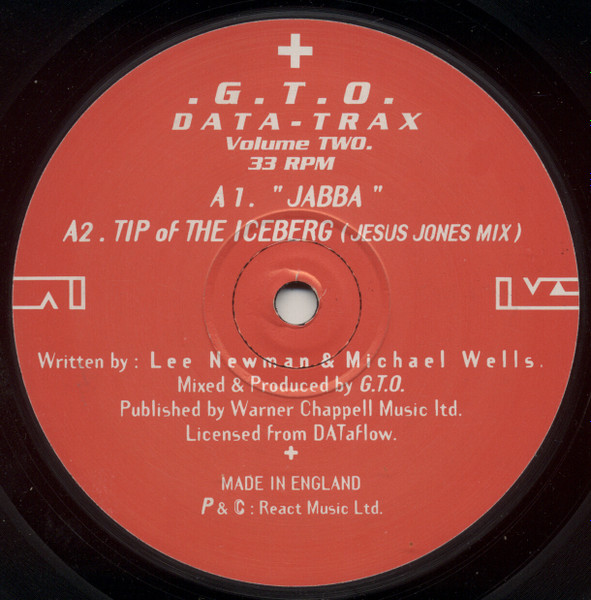 .G.T.O.
DATA-TRAX
Volume TWO.
33 RPM
A1. "JABBA"
A2. TIP of THE ICEBERG (JESUS JONES MIX)
Written by: Lee Newman & Michael Wells.
Mixed & Produced by G.T.O.
Published by Warner Chappell Music ltd.
Licensed from DATaflow.
MADE IN ENGLAND
P & C : React Music Ltd.